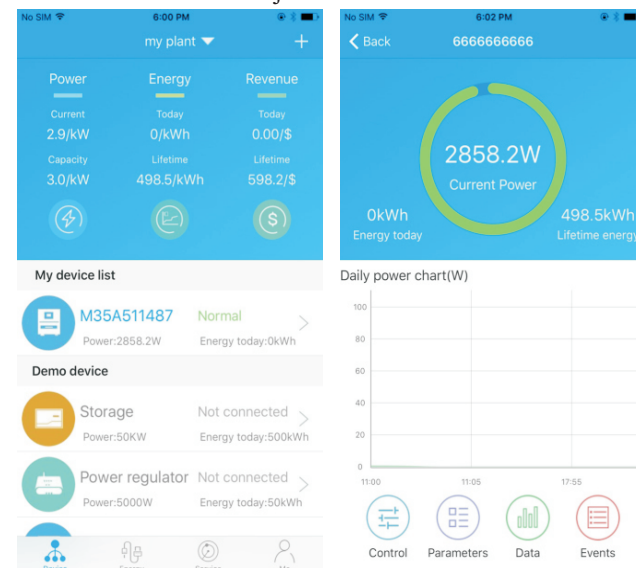 No SIM 6:00 PM
my plant
Power Energy Revenue
Current Today Today
2.9/kW 0/kWh 0.00/$
Capacity Lifetime Lifetime
3.0/kW 498.5/kWh 598.2/$
$
My device list
M35A511487 Normal
Power:2858.2W Energy today:0kWh
Demo device
Storage Not connected
Power:50KW Energy today:500kWh
Power regulator Not connected
Power:5000W Energy today:50kWh
No SIM 6:02 PM
Back 6666666666
2858.2W
Current Power
0kWh 498.5kWh
Energy today Lifetime energy
Daily power chart(W)
100
80
60
40
20
0
11:00 11:05 17:55
Control Parameters Data Events